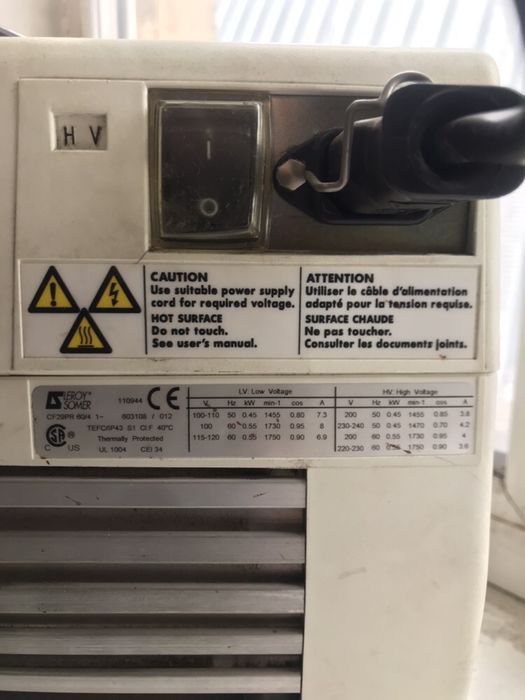 H V
CAUTION
Use suitable power supply
cord for required voltage.
HOT SURFACE
Do not touch.
See user's manual.
ATTENTION
Utiliser le câble d'alimentation
adapté pour la tension requise.
SURFACE CHAUDE
Ne pas toucher.
Consulter les documents joints.
LEROY
SOMER
110944 CE
CF29PR 60/4 1~ 603108 / 012
TEFC/IP43 S1 Cl.F 40°C
Thermally Protected
C US UL 1004 CEI 34
LV: Low Voltage
V Hz kW min-1 cos A
100-110 50 0.45 1455 0.80 7.3
100 60 0.55 1730 0.95 8
115-120 60 0.55 1750 0.90 6.9
HV: High Voltage
V Hz kW min-1 cos A
200 50 0.45 1455 0.85 3.8
230-240 50 0.45 1470 0.70 4.2
200 60 0.55 1730 0.95 4
220-230 60 0.55 1750 0.90 3.6